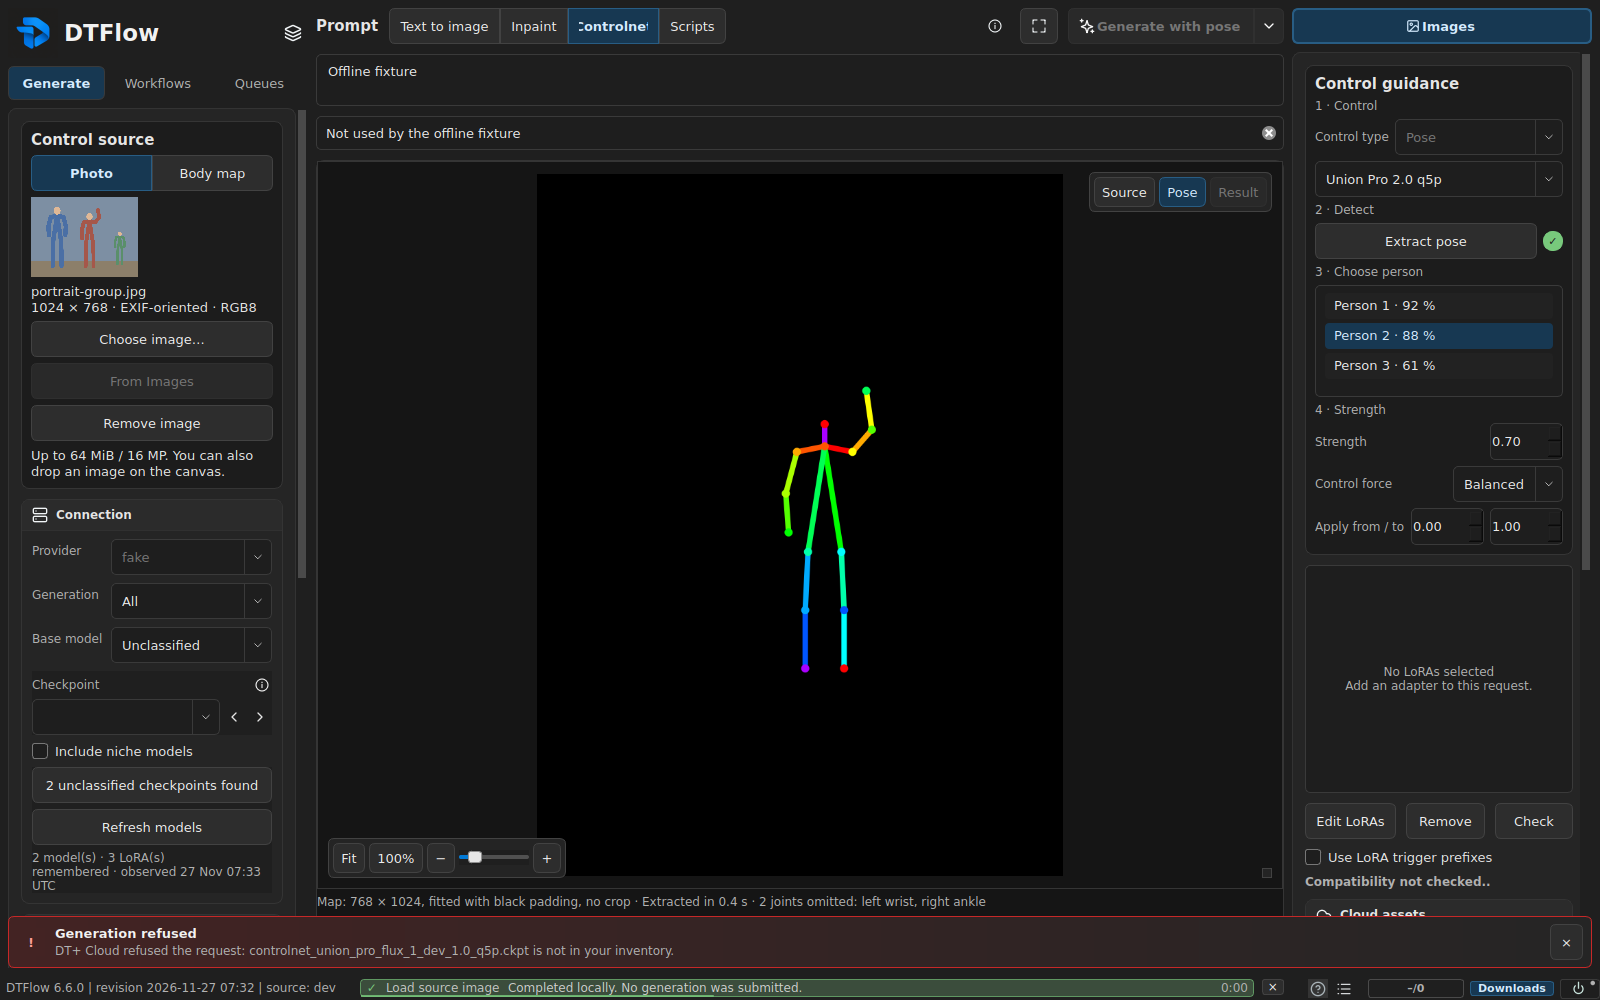 DTFlow
Prompt
Text to image
Inpaint
Controlnet
Scripts
Generate with pose
Images
Generate
Workflows
Queues
Offline fixture
Not used by the offline fixture
Control source
Photo
Body map
portrait-group.jpg
1024 × 768 · EXIF-oriented · RGB8
Choose image...
From Images
Remove image
Up to 64 MiB / 16 MP. You can also
drop an image on the canvas.
Connection
Provider
fake
Generation
All
Base model
Unclassified
Checkpoint
Include niche models
2 unclassified checkpoints found
Refresh models
2 model(s) · 3 LoRA(s)
remembered · observed 27 Nov 07:33
UTC
Source
Pose
Result
Fit
100%
−
+
Map: 768 × 1024, fitted with black padding, no crop · Extracted in 0.4 s · 2 joints omitted: left wrist, right ankle
Control guidance
1 · Control
Control type
Pose
Union Pro 2.0 q5p
2 · Detect
Extract pose
3 · Choose person
Person 1 · 92 %
Person 2 · 88 %
Person 3 · 61 %
4 · Strength
Strength
0.70
Control force
Balanced
Apply from / to
0.00
1.00
No LoRAs selected
Add an adapter to this request.
Edit LoRAs
Remove
Check
Use LoRA trigger prefixes
Compatibility not checked..
Cloud assets
Generation refused
DT+ Cloud refused the request: controlnet_union_pro_flux_1_dev_1.0_q5p.ckpt is not in your inventory.
DTFlow 6.6.0 | revision 2026-11-27 07:32 | source: dev
Load source image Completed locally. No generation was submitted.
0:00
–/0
Downloads